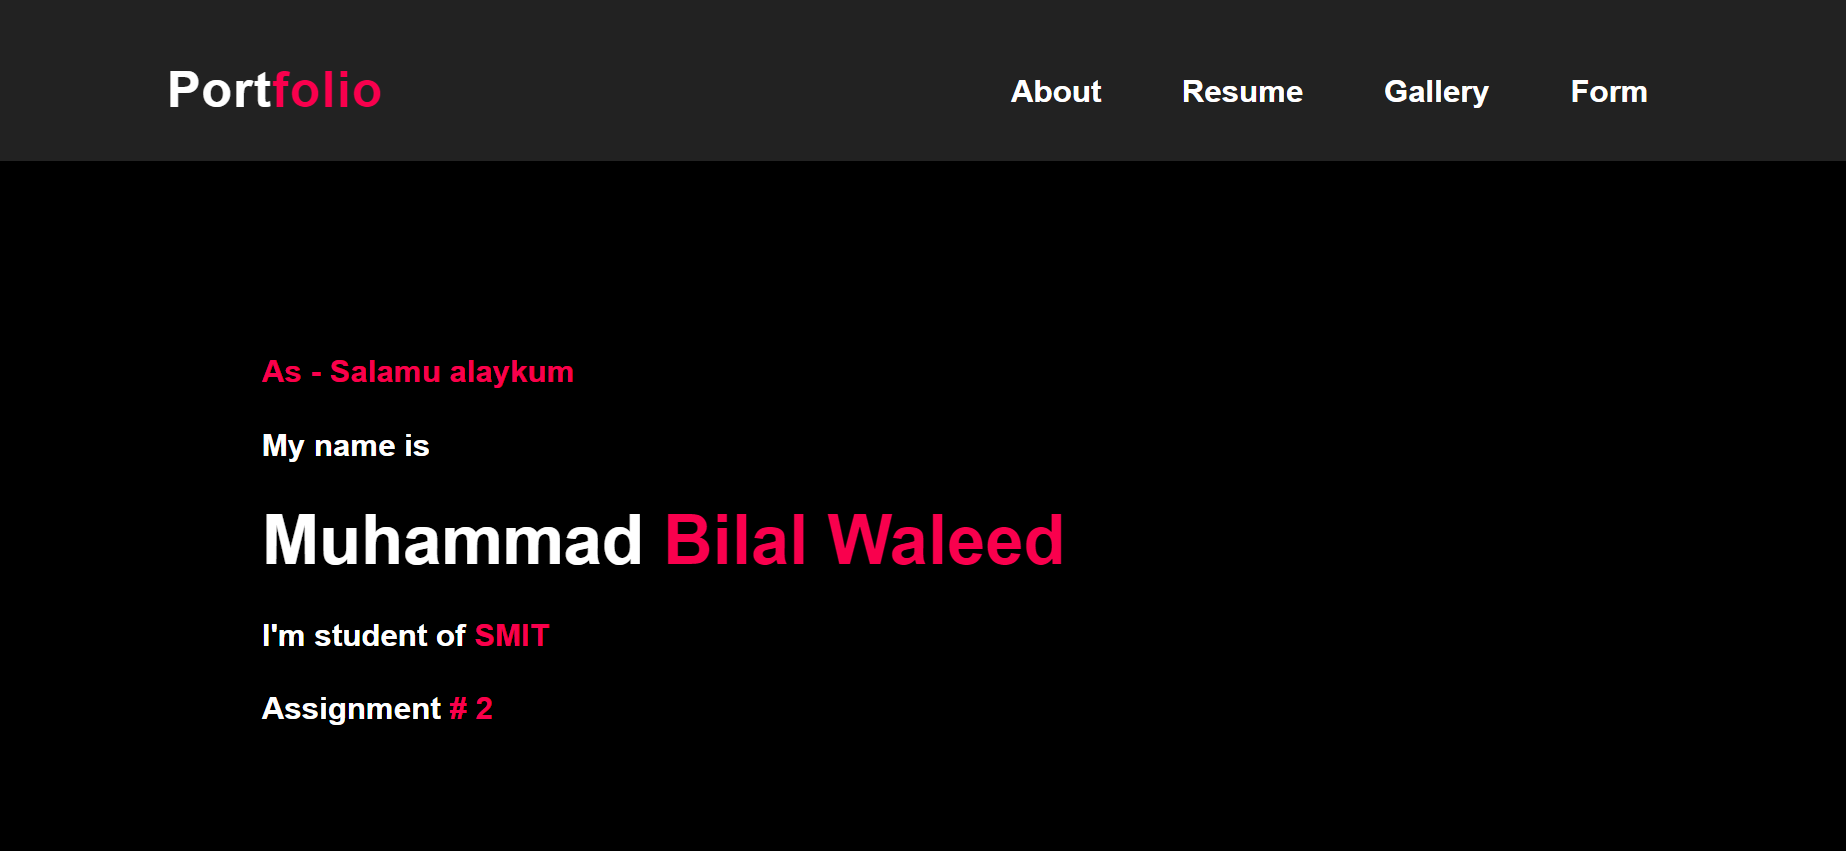 Portfolio
About Resume Gallery Form
As - Salamu alaykum
My name is
Muhammad Bilal Waleed
I'm student of SMIT
Assignment # 2